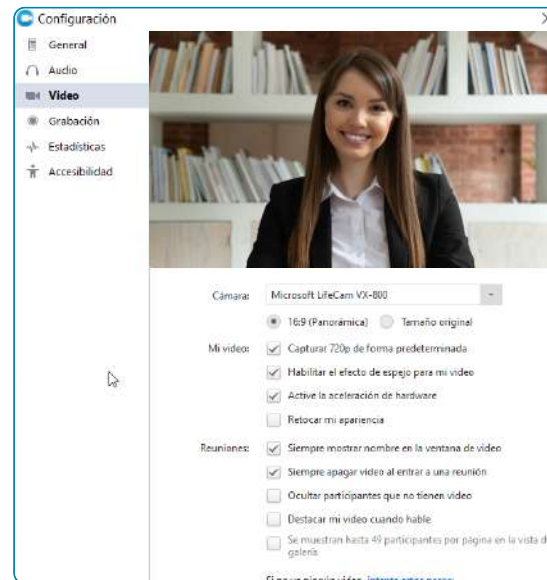 Configuración
General
Audio
Video
Grabación
Estadísticas
Accesibilidad
Cámara: Microsoft LifeCam VX-800
16:9 (Panorámica) Tamaño original
Mi video: Capturar 720p de forma predeterminada
Habilitar el efecto de espejo para mi video
Active la aceleración de hardware
Retocar mi apariencia
Reuniones: Siempre mostrar nombre en la ventana de video
Siempre apagar video al entrar a una reunión
Ocultar participantes que no tienen video
Destacar mi video cuando hable
Se muestran hasta 49 participantes por página en la vista d
galería